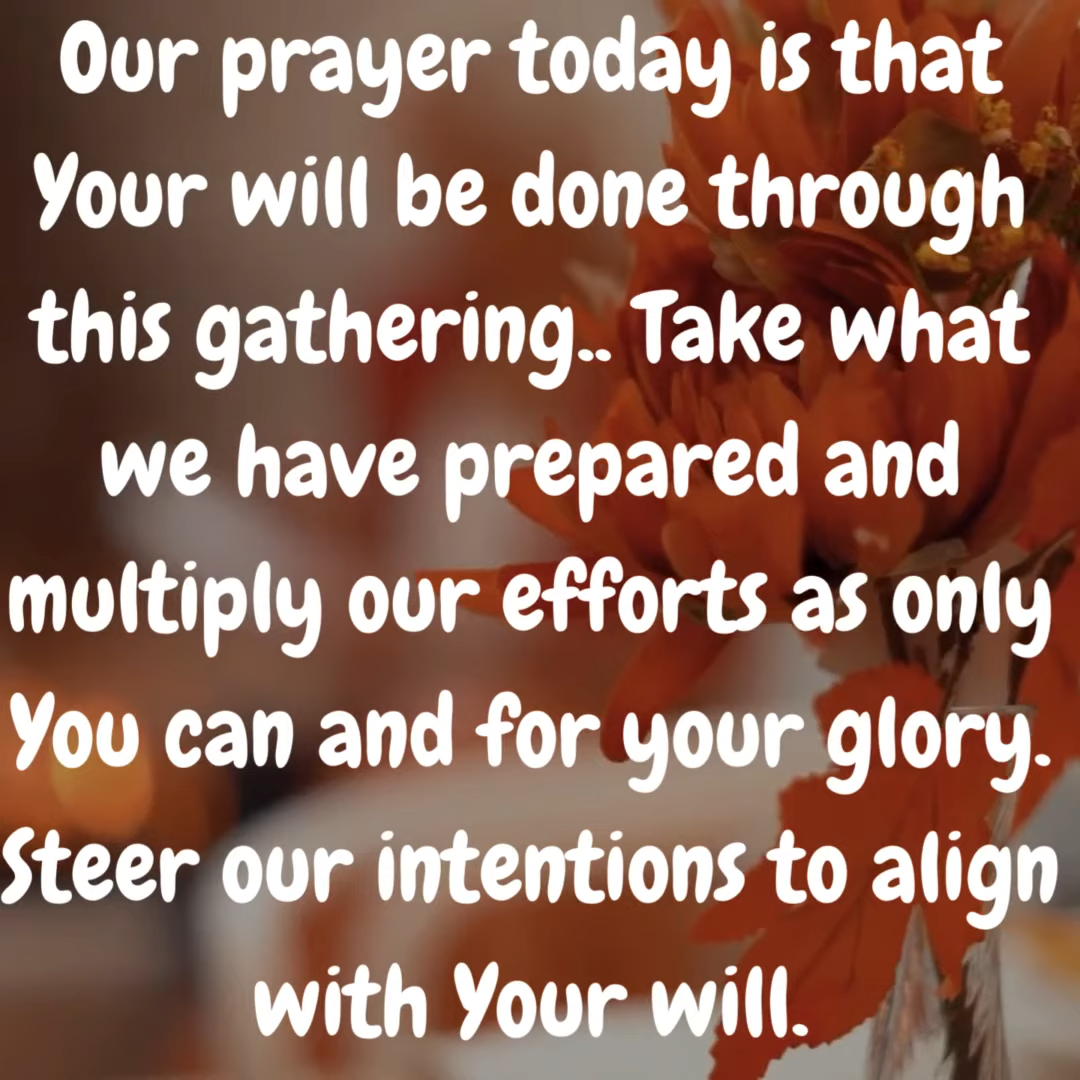 Our prayer today is that
Your will be done through
this gathering.. Take what
we have prepared and
multiply our efforts as only
You can and for your glory.
Steer our intentions to align
with Your will.